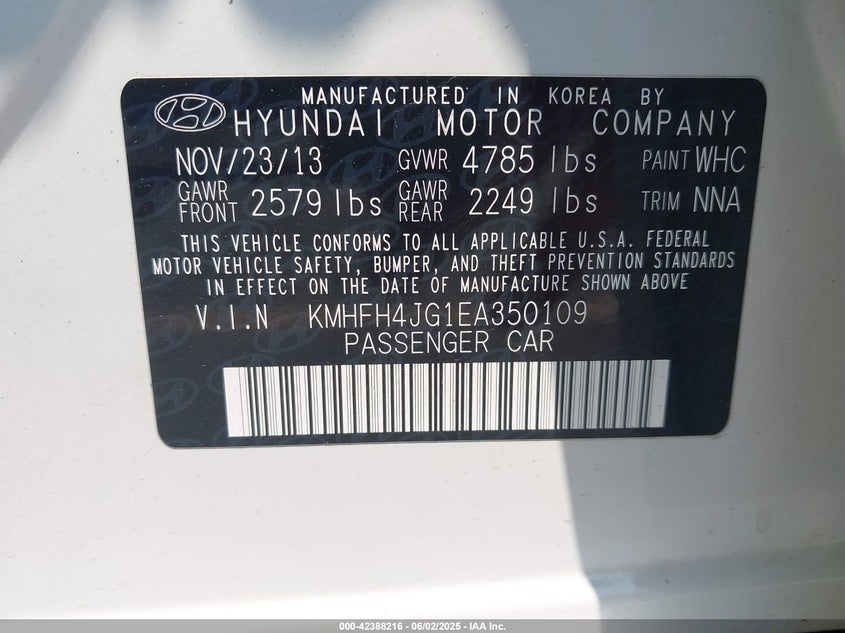 MANUFACTURED IN KOREA BY
HYUNDAI MOTOR COMPANY
NOV/23/13 GVWR 4785 lbs PAINT WHC
GAWR FRONT 2579 lbs GAWR REAR 2249 lbs TRIM NNA
THIS VEHICLE CONFORMS TO ALL APPLICABLE U.S.A. FEDERAL
MOTOR VEHICLE SAFETY, BUMPER, AND THEFT PREVENTION STANDARDS
IN EFFECT ON THE DATE OF MANUFACTURE SHOWN ABOVE
V.I.N KMHFH4JG1EA350109
PASSENGER CAR
000-42388216 - 06/02/2025 - IAA Inc.